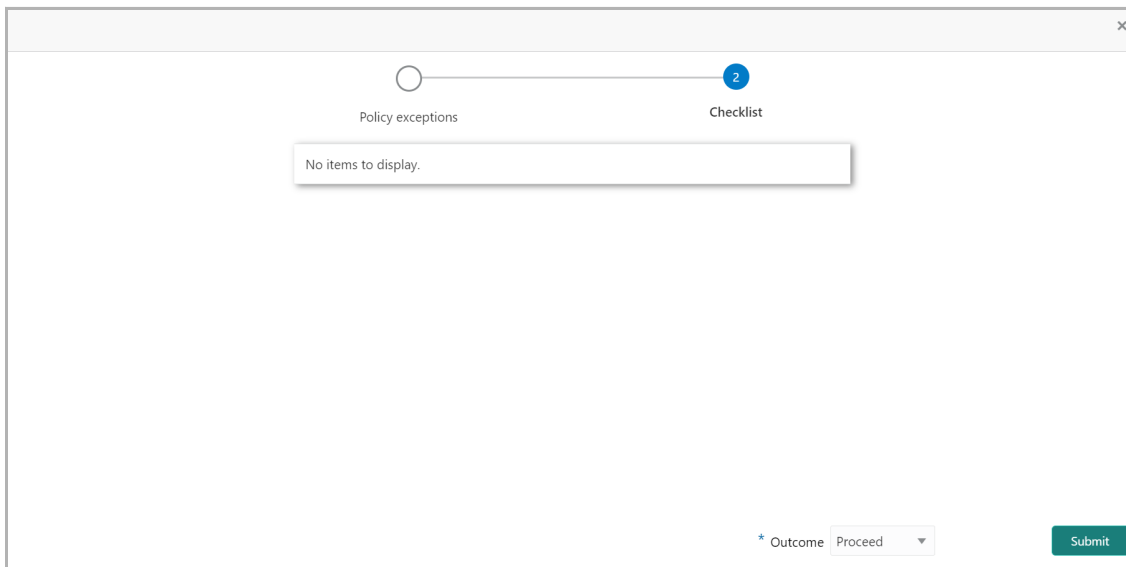 ×
2
Policy exceptions
Checklist
No items to display.
* Outcome Proceed
Submit